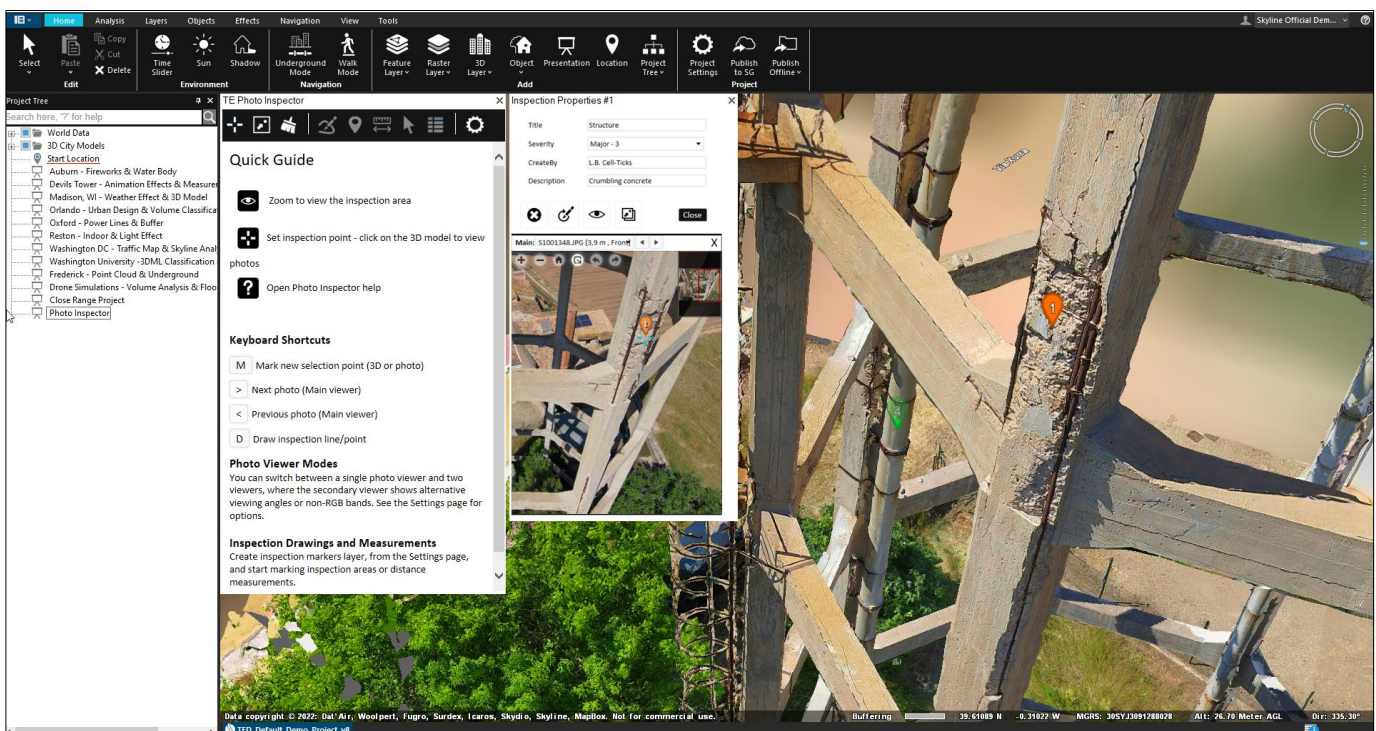 Home Analysis Layers Objects Effects Navigation View Tools
Skyline Official Dem...
Select
Paste
Copy
Cut
Delete
Edit
Time Slider
Sun
Shadow
Environment
Underground Mode
Walk Mode
Navigation
Feature Layer
Raster Layer
3D Layer
Object
Presentation
Location
Project Tree
Add
Project Settings
Publish to SG
Publish Offline
Project
Project Tree
Search here, '?' for help
World Data
3D City Models
Start Location
Auburn - Fireworks & Water Body
Devils Tower - Animation Effects & Measurer
Madison, WI - Weather Effect & 3D Model
Orlando - Urban Design & Volume Classifica
Oxford - Power Lines & Buffer
Reston - Indoor & Light Effect
Washington DC - Traffic Map & Skyline Anal
Washington University -3DML Classification
Frederick - Point Cloud & Underground
Drone Simulations - Volume Analysis & Floo
Close Range Project
Photo Inspector
TE Photo Inspector
Quick Guide
Zoom to view the inspection area
Set inspection point - click on the 3D model to view
photos
Open Photo Inspector help
Keyboard Shortcuts
M Mark new selection point (3D or photo)
> Next photo (Main viewer)
< Previous photo (Main viewer)
D Draw inspection line/point
Photo Viewer Modes
You can switch between a single photo viewer and two
viewers, where the secondary viewer shows alternative
viewing angles or non-RGB bands. See the Settings page for
options.
Inspection Drawings and Measurements
Create inspection markers layer, from the Settings page,
and start marking inspection areas or distance
measurements.
Inspection Properties #1
Title Structure
Severity Major - 3
CreateBy L.B. Cell-Ticks
Description Crumbling concrete
Close
Main: S1001348.JPG [3.9 m , Front]
X
1
1
4
Data copyright © 2022: Dat'Air, Woolpert, Fugro, Surdex, Icaros, Skydio, Skyline, MapBox. Not for commercial use.
Buffering 39.61089 N -0.31022 W MGRS: 30SYJ3091288028 Alt: 26.70 Meter AGL Dir: 335.30°
TED Default Demo Project v8